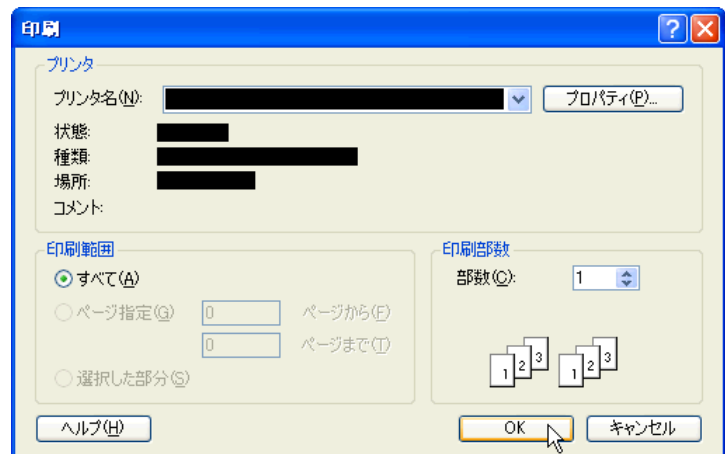 印刷
プリンタ
プリンタ名(N): プロパティ(P)...
状態:
種類:
場所:
コメント:
印刷範囲
すべて(A)
ページ指定(G) 0 ページから(F)
0 ページまで(T)
選択した部分(S)
印刷部数
部数(C): 1
1 2 3 1 2 3
ヘルプ(H) OK キャンセル